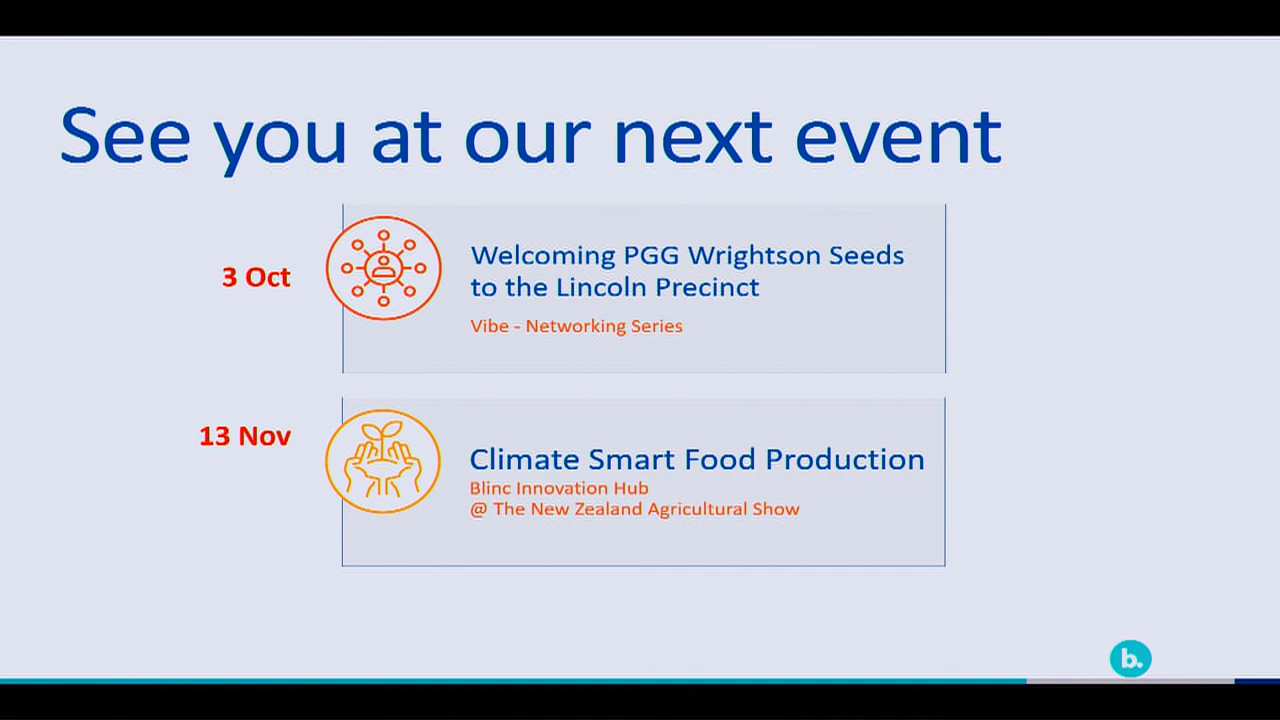 See you at our next event
3 Oct
Welcoming PGG Wrightson Seeds
to the Lincoln Precinct
Vibe - Networking Series
13 Nov
Climate Smart Food Production
Blinc Innovation Hub
@ The New Zealand Agricultural Show
b.